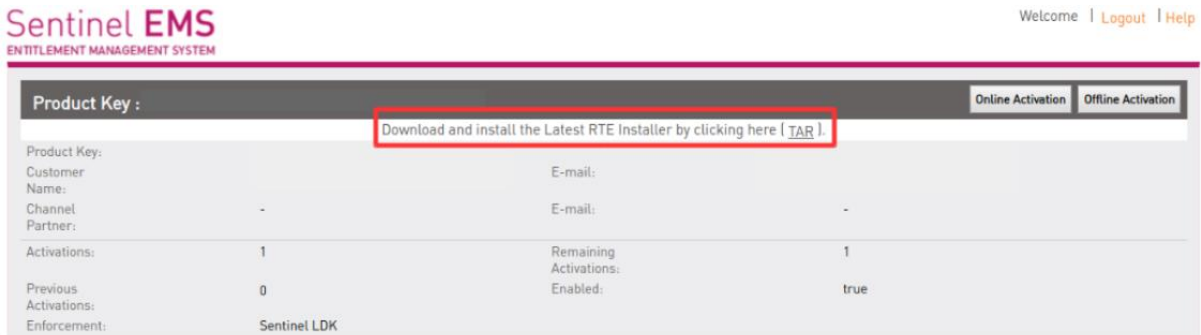 Sentinel EMS
ENTITLEMENT MANAGEMENT SYSTEM
Welcome | Logout | Help
Product Key :
Online Activation
Offline Activation
Download and install the Latest RTE Installer by clicking here ( TAR ).
Product Key:
Customer
Name:
E-mail:
Channel
Partner:
-
E-mail:
-
Activations:
1
Remaining
Activations:
1
Previous
Activations:
0
Enabled:
true
Enforcement:
Sentinel LDK